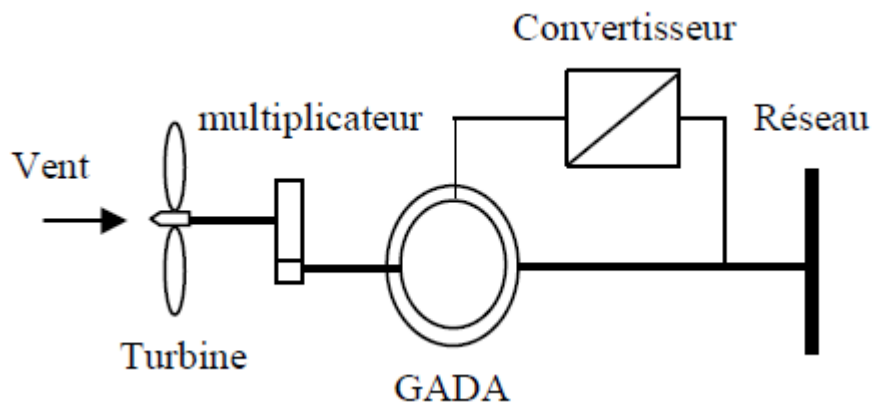 Convertisseur
multiplicateur
Réseau
Vent
Turbine
GADA